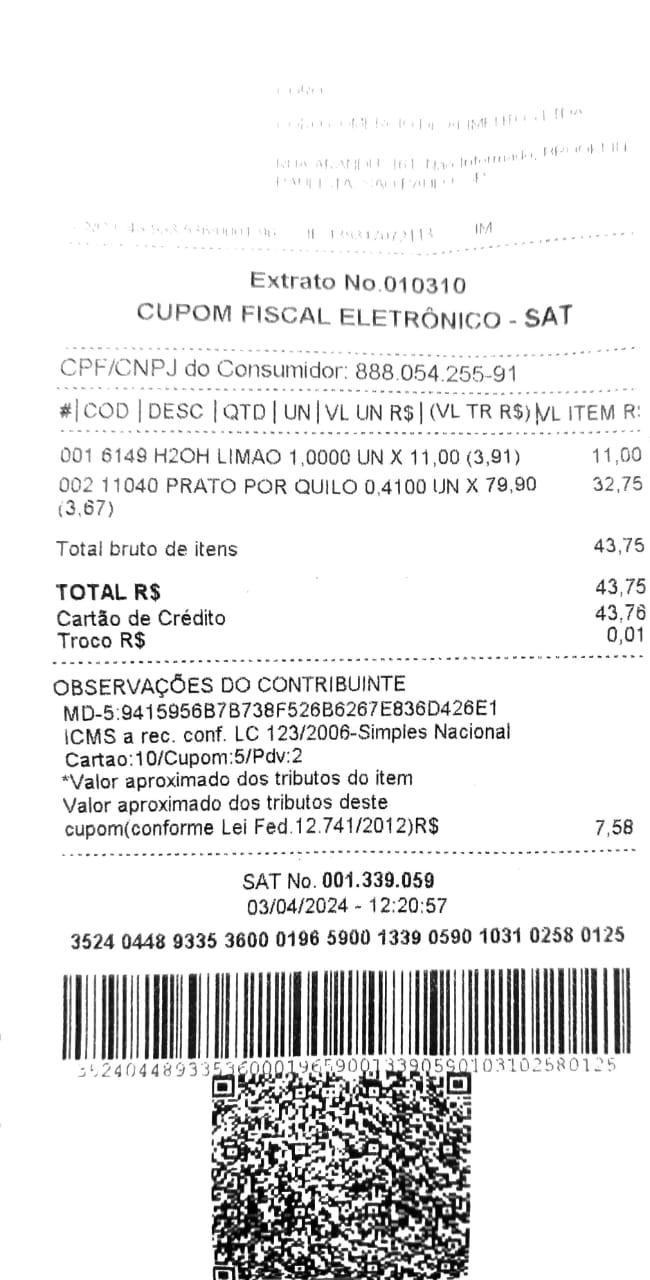 IM
Extrato No.010310
CUPOM FISCAL ELETRÔNICO - SAT
CPF/CNPJ do Consumidor: 888.054.255-91
#|COD |DESC |QTD| UN|VL UN R$|(VL TR R$)|VL ITEM R$
001 6149 H2OH LIMAO 1,0000 UN X 11,00 (3,91) 11,00
002 11040 PRATO POR QUILO 0,4100 UN X 79,90 32,75
(3,67)
Total bruto de itens 43,75
TOTAL R$ 43,75
Cartão de Crédito 43,76
Troco R$ 0,01
OBSERVAÇÕES DO CONTRIBUINTE
MD-5:9415956B7B738F526B6267E836D426E1
ICMS a rec. conf. LC 123/2006-Simples Nacional
Cartao:10/Cupom:5/Pdv:2
*Valor aproximado dos tributos do item
Valor aproximado dos tributos deste
cupom(conforme Lei Fed.12.741/2012)R$ 7,58
SAT No. 001.339.059
03/04/2024 - 12:20:57
3524 0448 9335 3600 0196 5900 1339 0590 1031 0258 0125
35240448933536000196590013390590103102580125